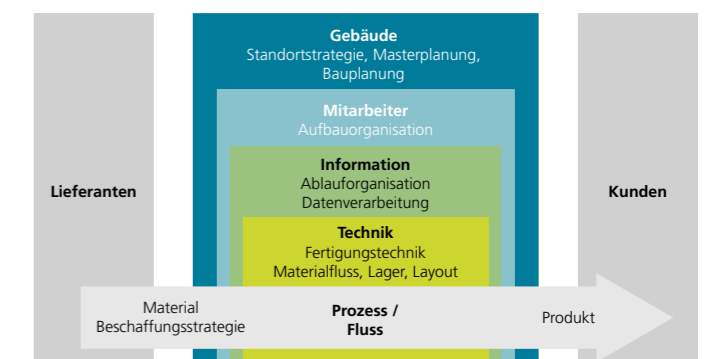 Gebäude
Standortstrategie, Masterplanung,
Bauplanung
Mitarbeiter
Aufbauorganisation
Information
Ablauforganisation
Datenverarbeitung
Lieferanten
Kunden
Technik
Fertigungstechnik
Materialfluss, Lager, Layout
Material
Beschaffungsstrategie
Prozess /
Fluss
Produkt